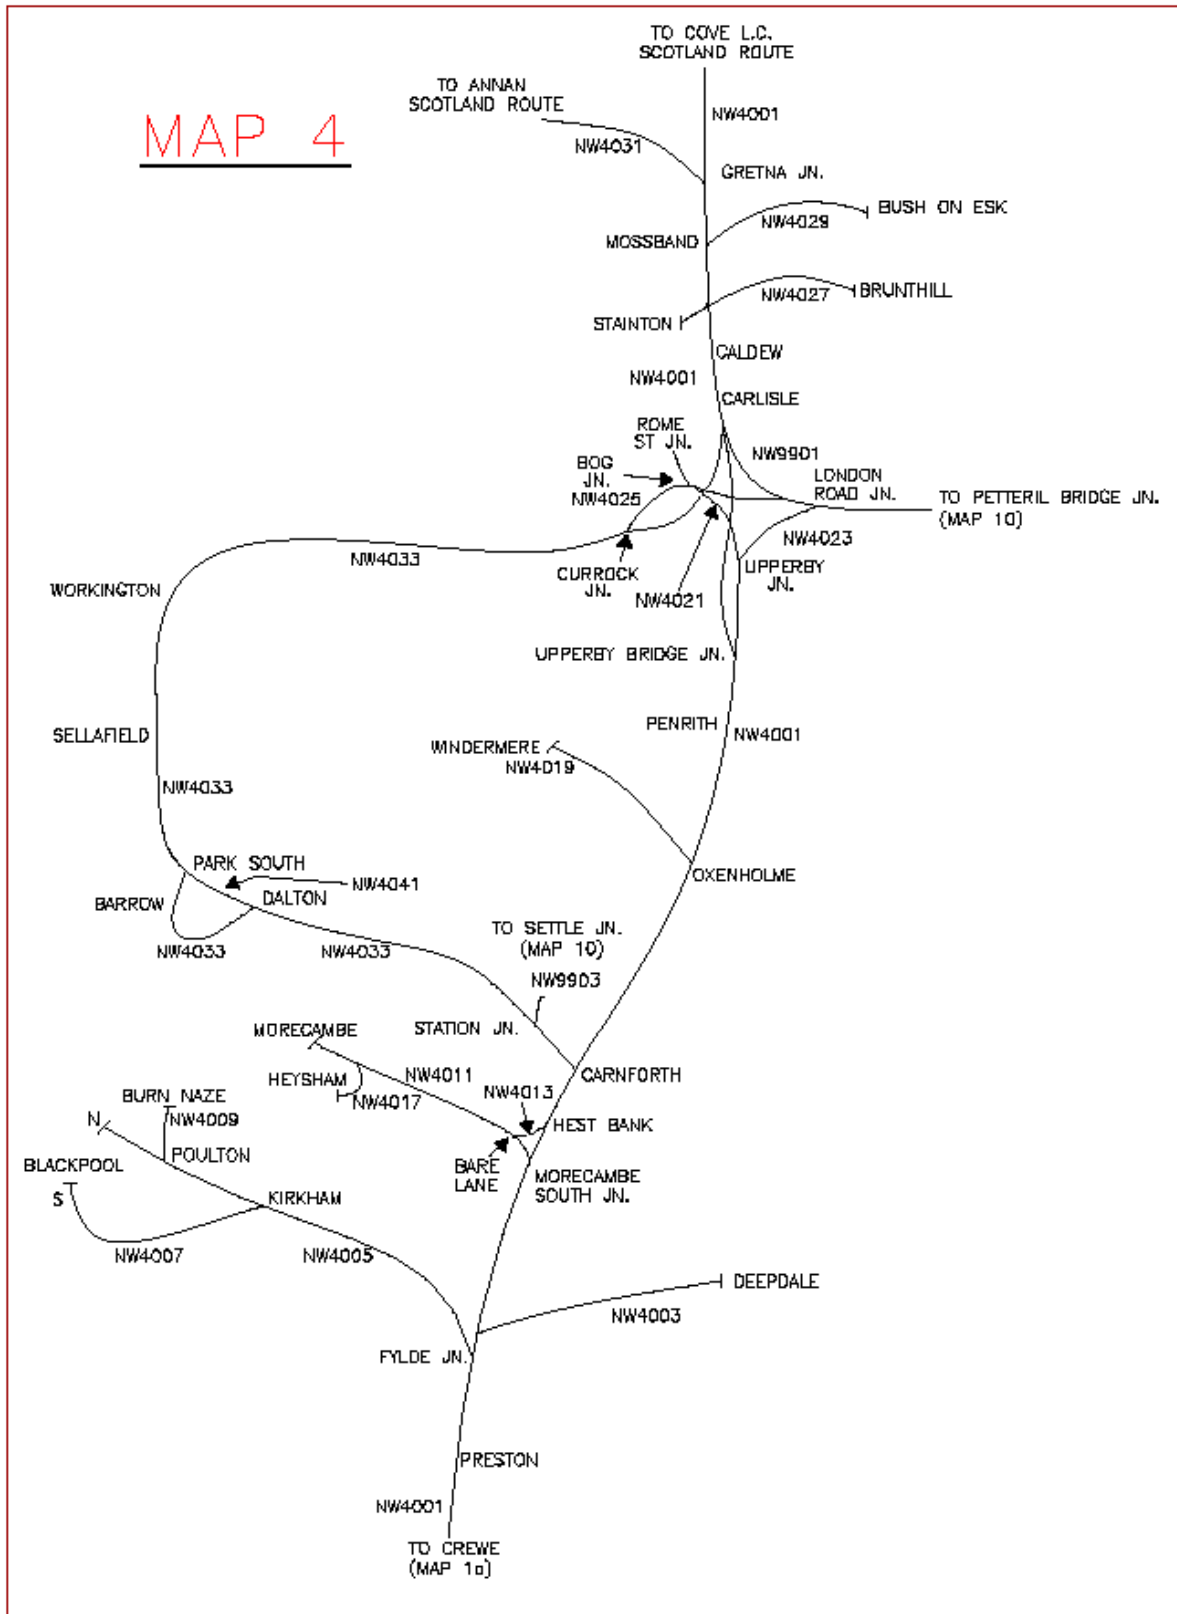 TO COVE L.C.
SCOTLAND ROUTE
TO ANNAN
SCOTLAND ROUTE
MAP 4
NW4001
NW4031
GRETNA JN.
BUSH ON ESK
NW4029
MOSSBAND
NW4027
BRUNTHILL
STAINTON
CALDEW
NW4001
CARLISLE
ROME
ST JN.
NW9901
BOG
JN.
NW4025
LONDON
ROAD JN.
TO PETTERIL BRIDGE JN.
(MAP 10)
NW4023
NW4033
CURROCK
JN.
NW4021
UPPERBY
JN.
WORKINGTON
UPPERBY BRIDGE JN.
PENRITH
NW4001
SELLAFIELD
WINDERMERE
NW4019
NW4033
PARK SOUTH
NW4041
OXENHOLME
BARROW
DALTON
NW4033
NW4033
TO SETTLE JN.
(MAP 10)
NW9903
STATION JN.
MORECAMBE
CARNFORTH
HEYSHAM
NW4011
NW4013
NW4017
BURN NAZE
NW4009
N
HEST BANK
POULTON
BLACKPOOL
BARE
LANE
MORECAMBE
SOUTH JN.
S
KIRKHAM
NW4007
NW4005
DEEPDALE
NW4003
FYLDE JN.
PRESTON
NW4001
TO CREWE
(MAP 1a)